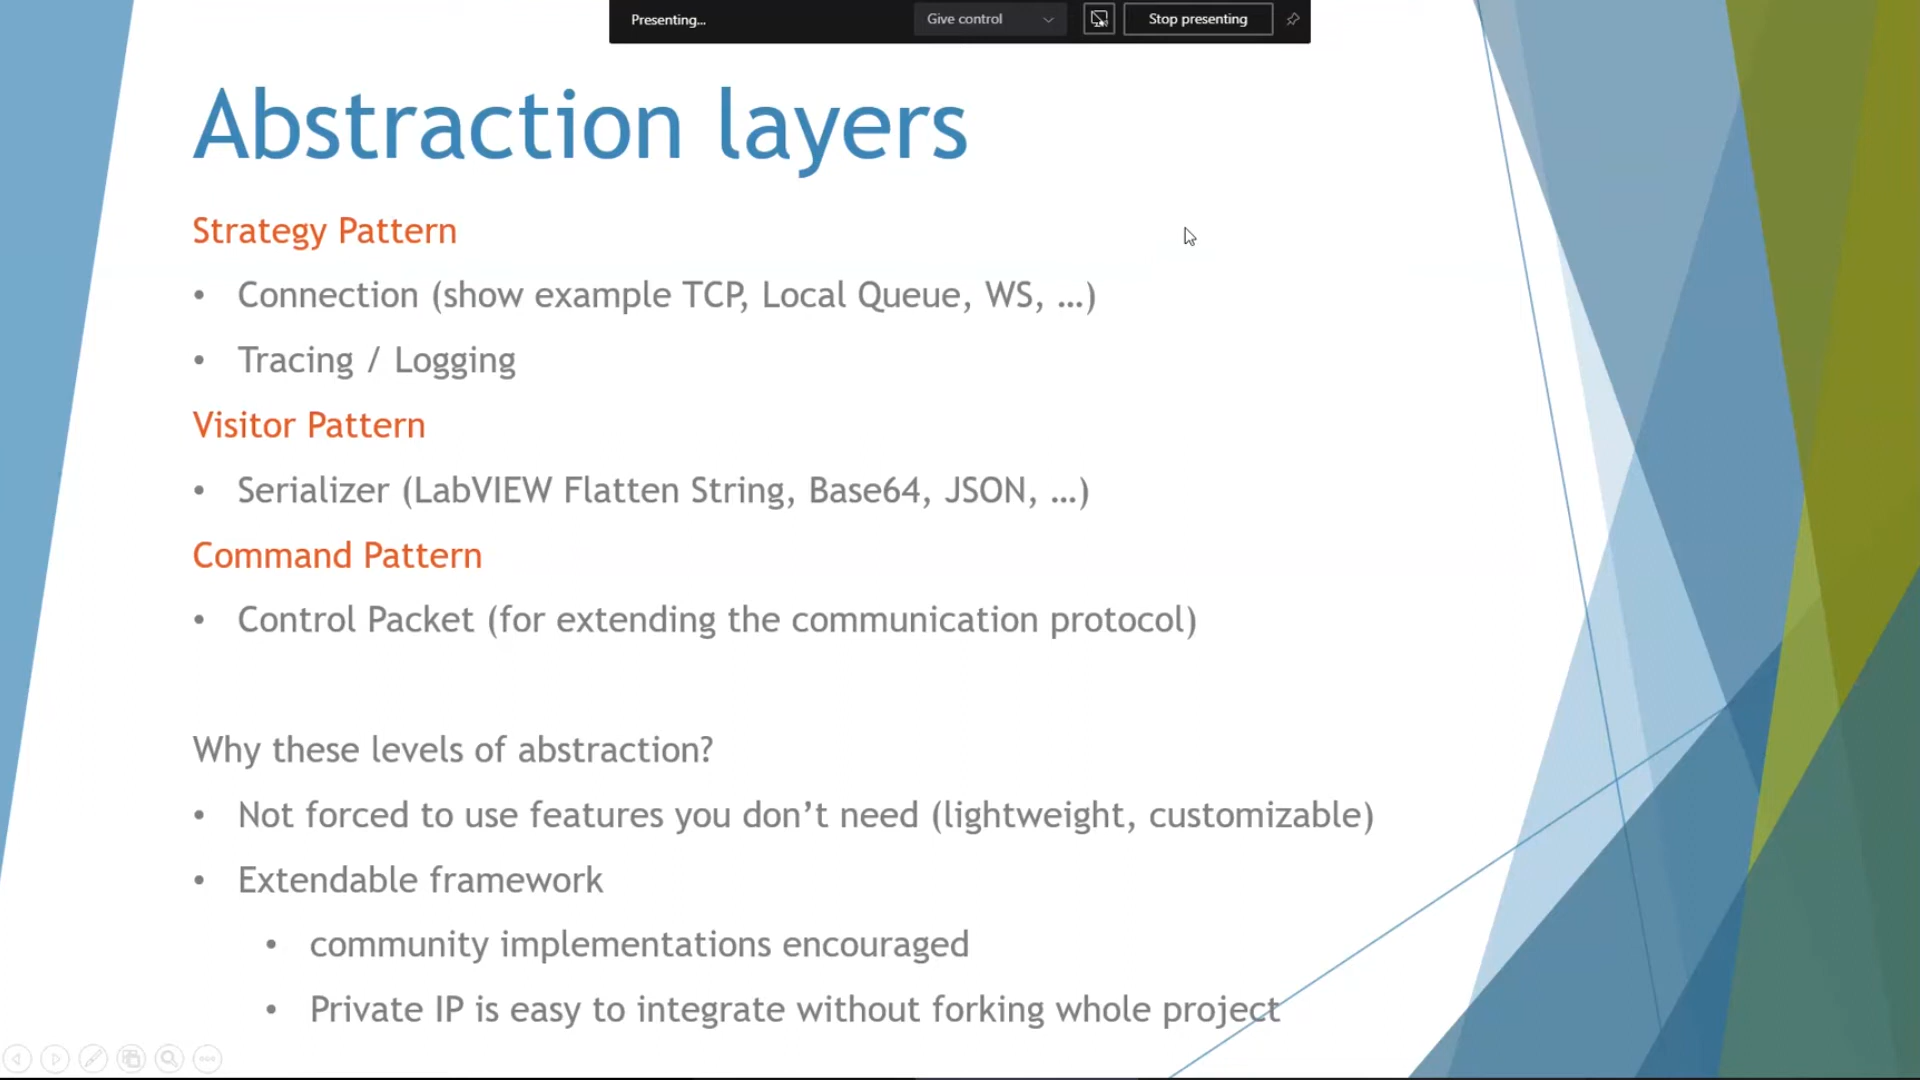 Presenting...
Give control
Stop presenting
Abstraction layers
Strategy Pattern
• Connection (show example TCP, Local Queue, WS, …)
• Tracing / Logging
Visitor Pattern
• Serializer (LabVIEW Flatten String, Base64, JSON, …)
Command Pattern
• Control Packet (for extending the communication protocol)
Why these levels of abstraction?
• Not forced to use features you don’t need (lightweight, customizable)
• Extendable framework
• community implementations encouraged
• Private IP is easy to integrate without forking whole project